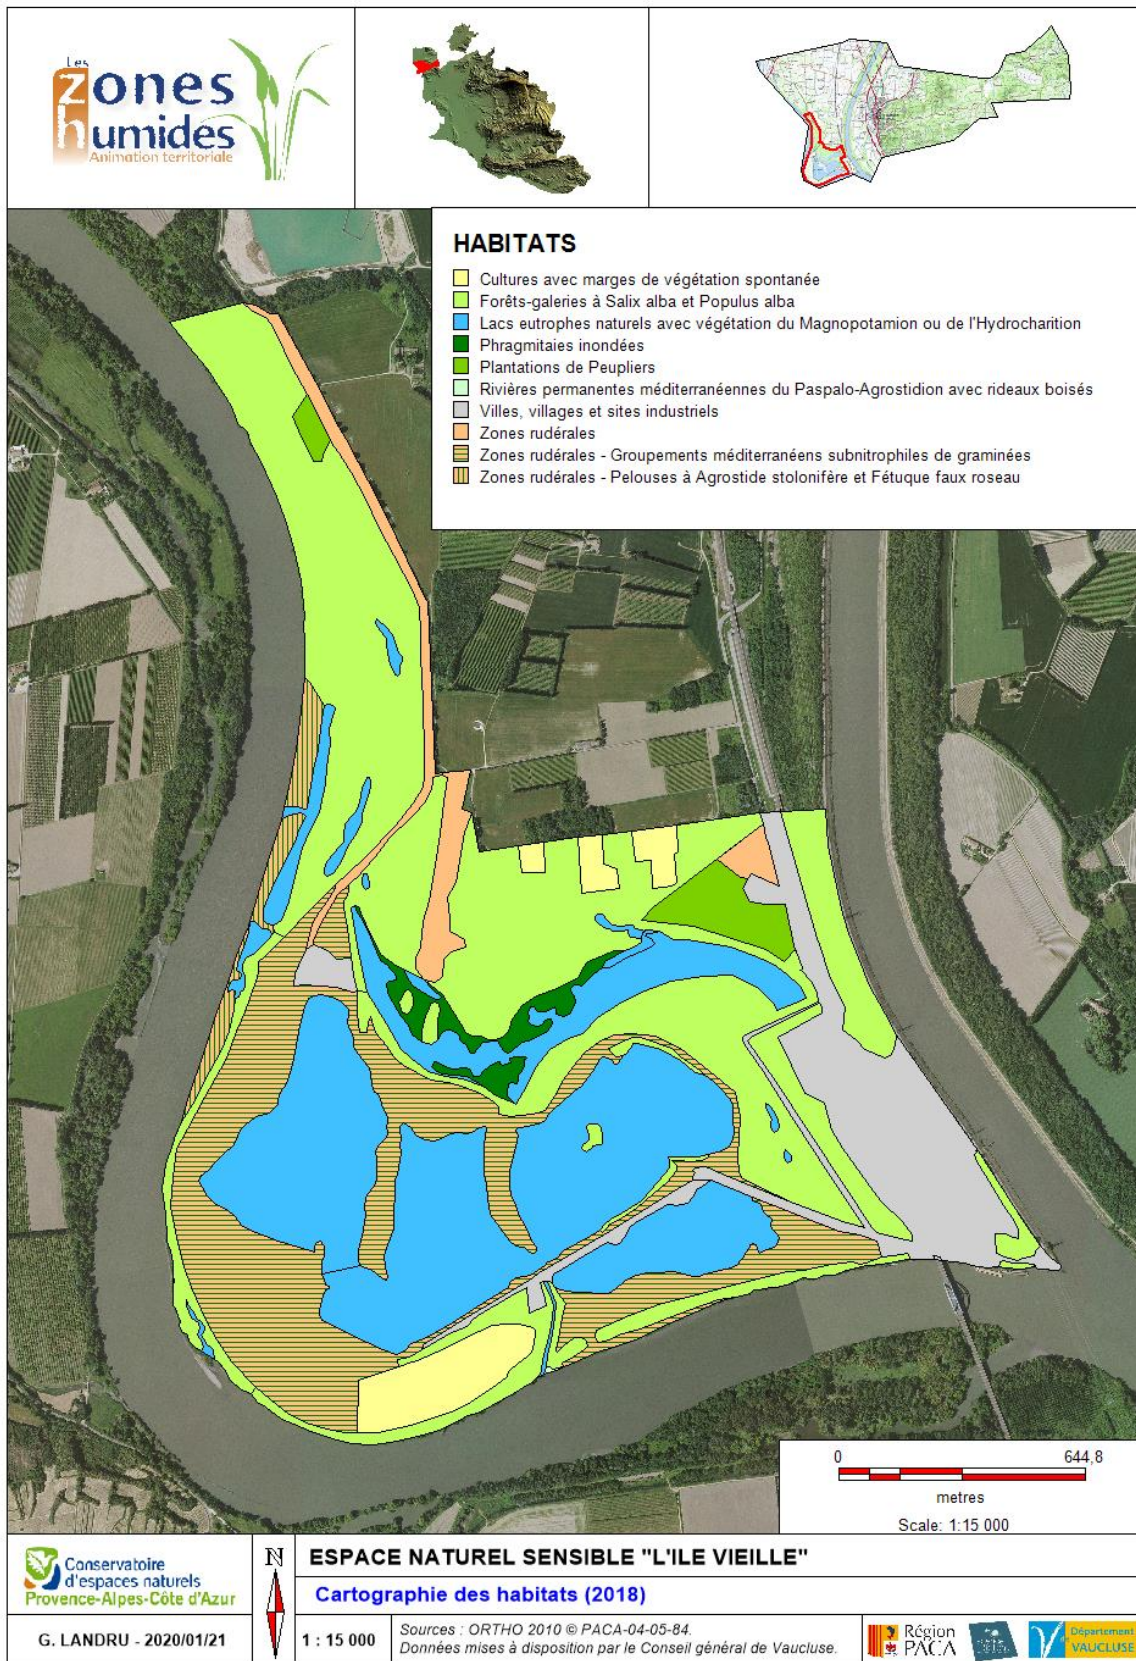 Les
zones
humides
Animation territoriale
HABITATS
Cultures avec marges de végétation spontanée
Forêts-galeries à Salix alba et Populus alba
Lacs eutrophes naturels avec végétation du Magnopotamion ou de l'Hydrocharition
Phragmitaies inondées
Plantations de Peupliers
Rivières permanentes méditerranéennes du Paspalo-Agrostidion avec rideaux boisés
Villes, villages et sites industriels
Zones rudérales
Zones rudérales - Groupements méditerranéens subnitrophiles de graminées
Zones rudérales - Pelouses à Agrostide stolonifère et Fétuque faux roseau
0 644,8
metres
Scale: 1:15 000
Conservatoire
d'espaces naturels
Provence-Alpes-Côte d'Azur
N
ESPACE NATUREL SENSIBLE "L'ILE VIEILLE"
Cartographie des habitats (2018)
G. LANDRU - 2020/01/21
1 : 15 000
Sources : ORTHO 2010 © PACA-04-05-84.
Données mises à disposition par le Conseil général de Vaucluse.
Région
PACA
Département
VAUCLUSE